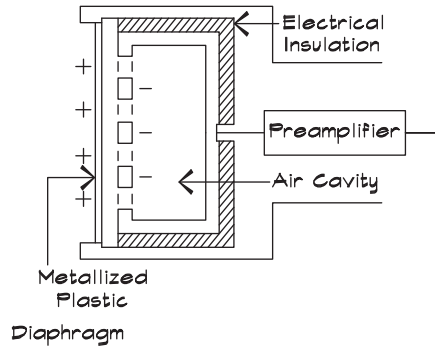 Electrical
Insulation
+
+
+
+
−
−
−
Preamplifier
Air Cavity
Metallized
Plastic
Diaphragm